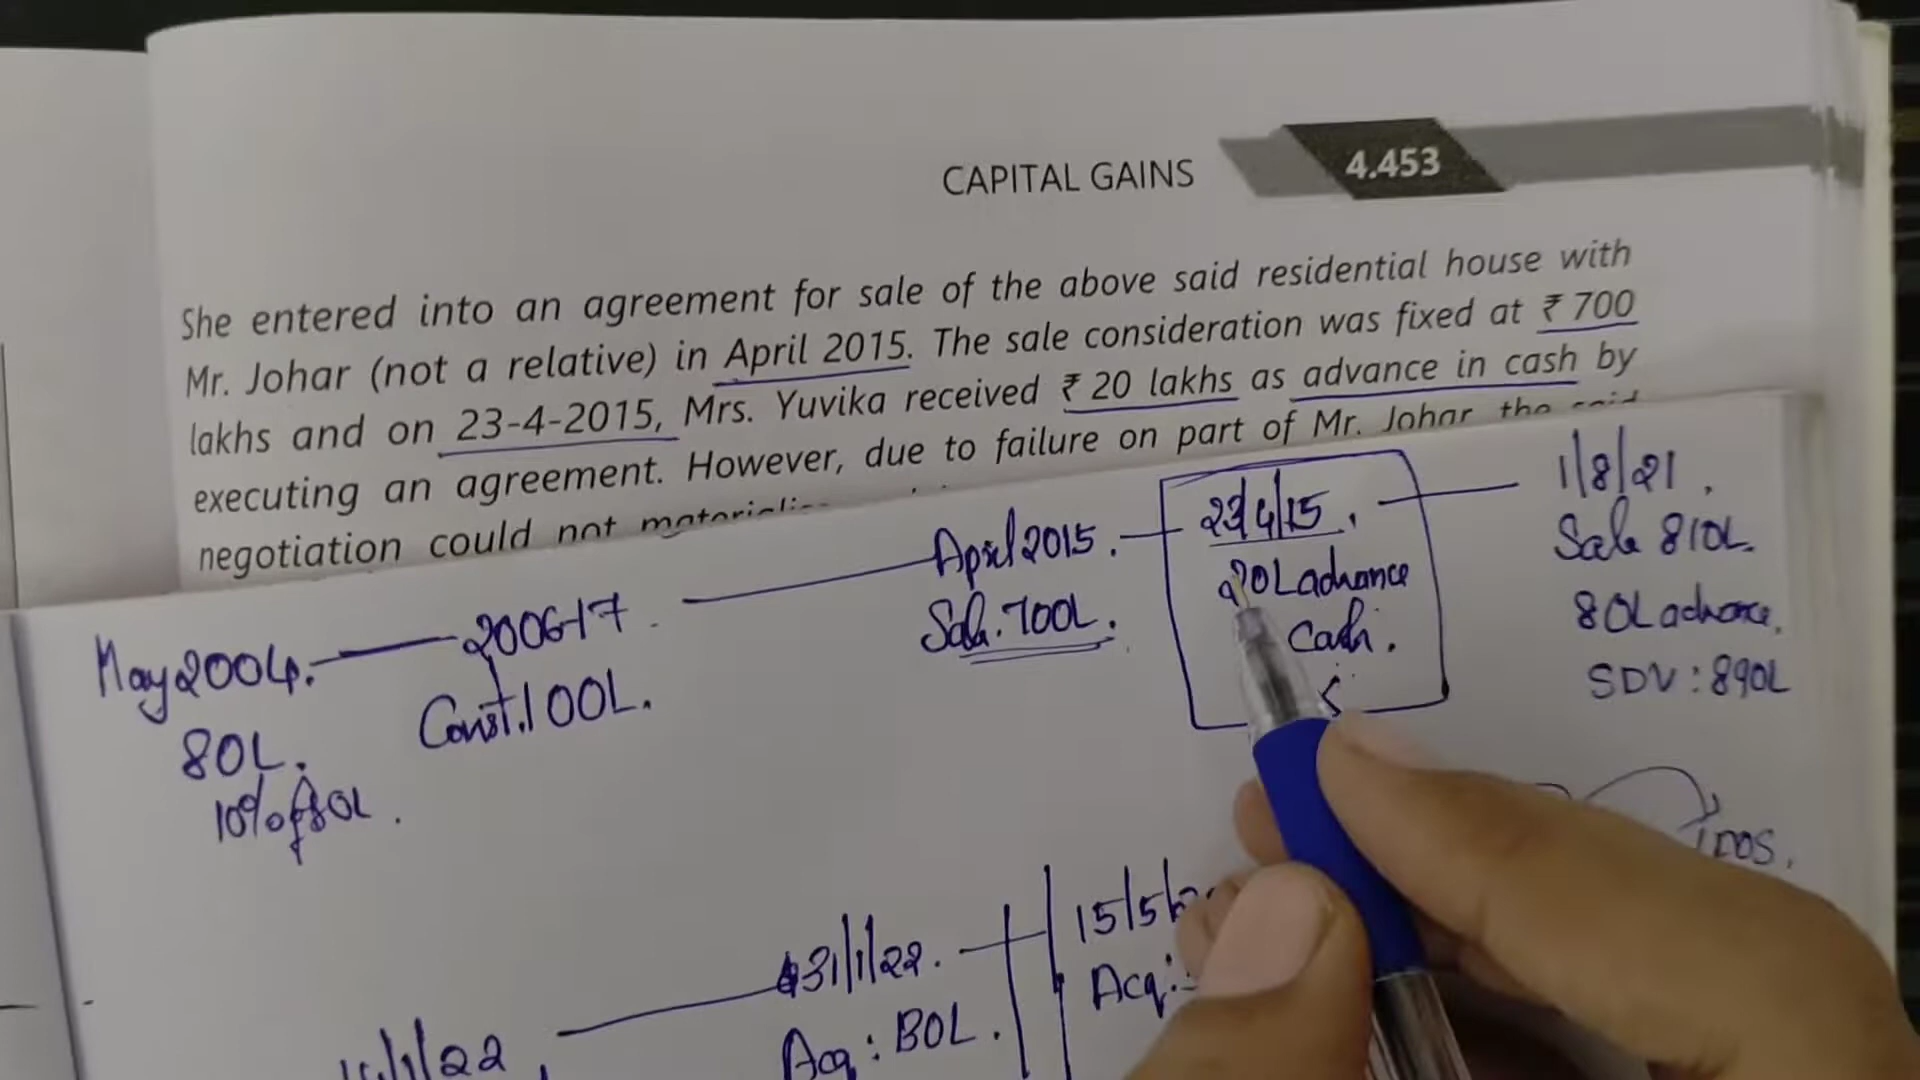 CAPITAL GAINS 4.453
She entered into an agreement for sale of the above said residential house with
Mr. Johar (not a relative) in April 2015. The sale consideration was fixed at ₹ 700
lakhs and on 23-4-2015, Mrs. Yuvika received ₹ 20 lakhs as advance in cash by
executing an agreement. However, due to failure on part of Mr. Johar, the said
negotiation could not
May 2004. 2006-17 April 2015. 23/4/15. 1/8/21.
80L. Const. 100L. Sale. 700L. 20L advance Sale 810L.
10% of 80L. Cash. 80L advance.
SDV: 890L
DOS.
31/1/22. 15/5/
Acq: 80L. Acq:
1/22